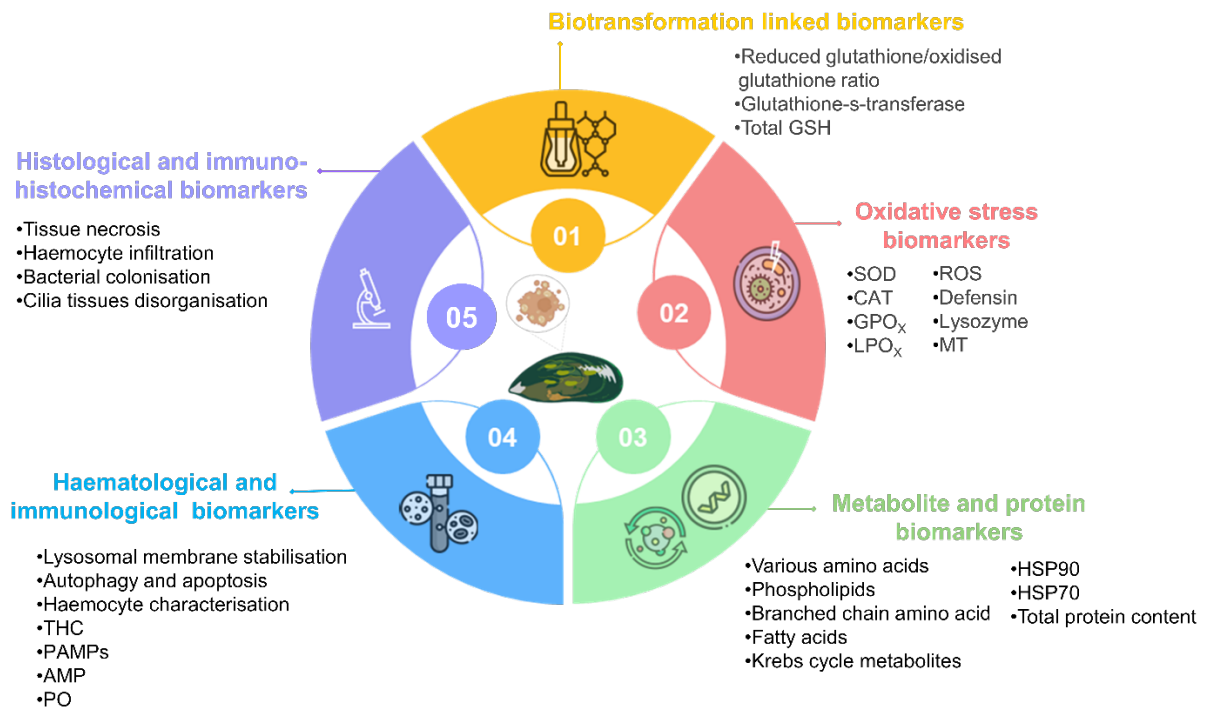 Biotransformation linked biomarkers
•Reduced glutathione/oxidised
glutathione ratio
•Glutathione-s-transferase
•Total GSH
01
Oxidative stress
biomarkers
•SOD
•CAT
•GPOX
•LPOX
•ROS
•Defensin
•Lysozyme
•MT
02
Metabolite and protein
biomarkers
•Various amino acids
•Phospholipids
•Branched chain amino acid
•Fatty acids
•Krebs cycle metabolites
•HSP90
•HSP70
•Total protein content
03
Haematological and
immunological biomarkers
•Lysosomal membrane stabilisation
•Autophagy and apoptosis
•Haemocyte characterisation
•THC
•PAMPs
•AMP
•PO
04
Histological and immuno-
histochemical biomarkers
•Tissue necrosis
•Haemocyte infiltration
•Bacterial colonisation
•Cilia tissues disorganisation
05